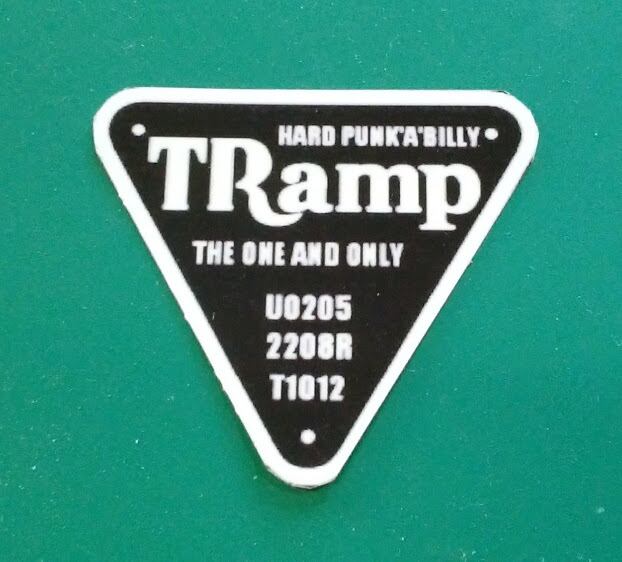 HARD PUNK'A'BILLY
TRamp
THE ONE AND ONLY
U0205
2208R
T1012